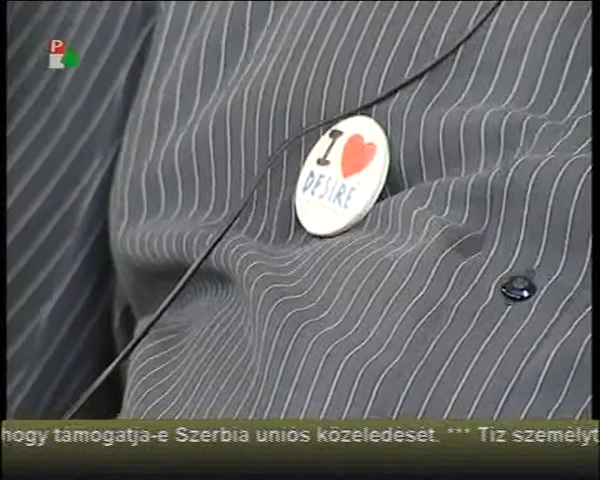 P
I ♥
DESIRE
hogy támogatja-e Szerbia uniós közeledését. *** Tíz személyt